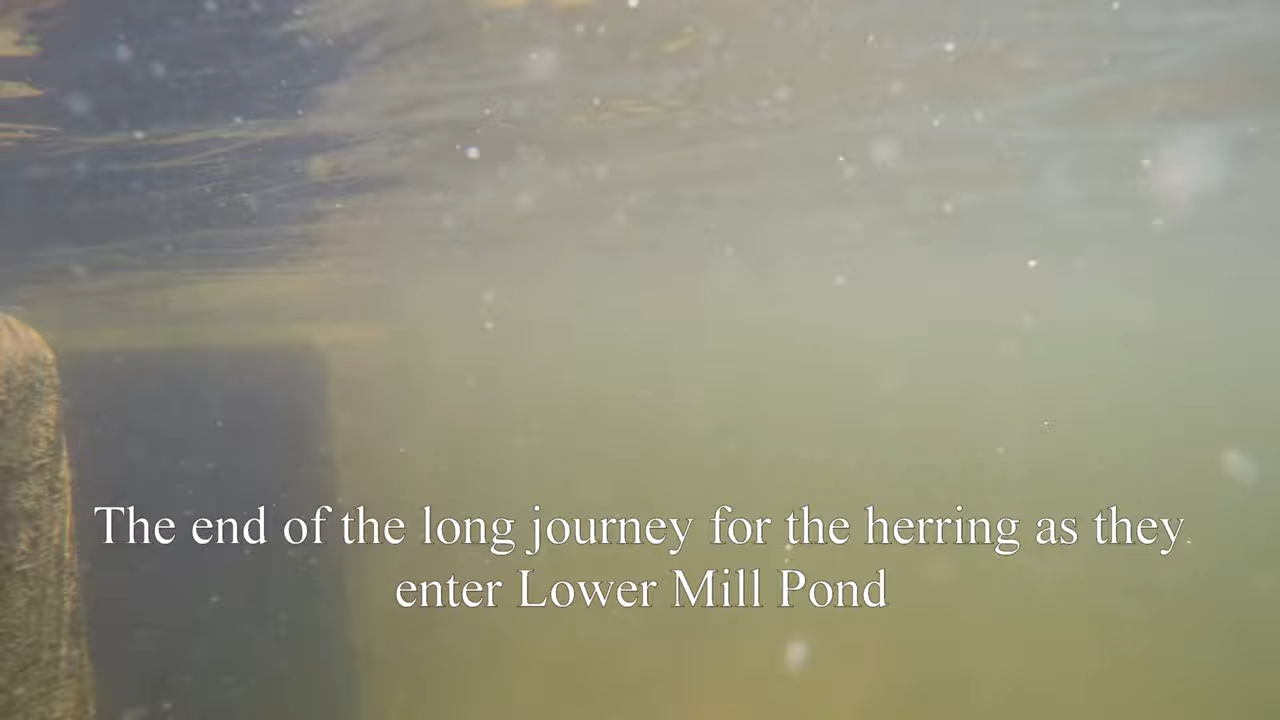 The end of the long journey for the herring as they
enter Lower Mill Pond